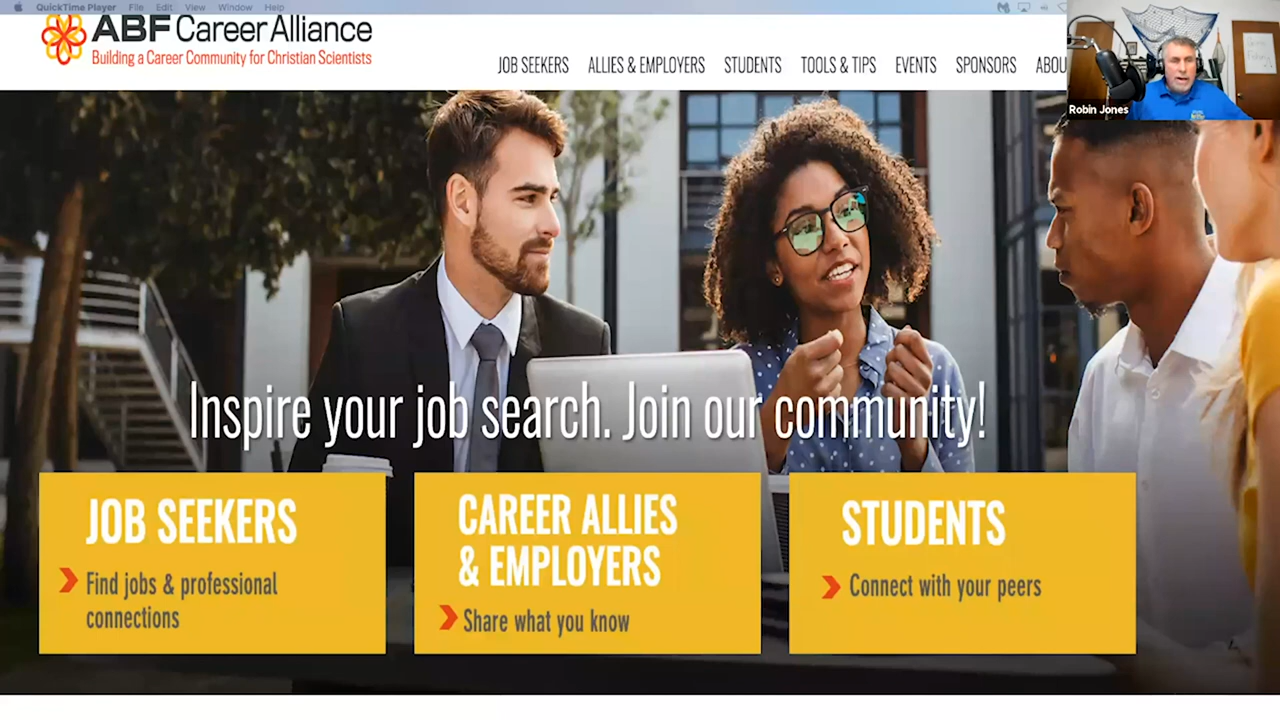 QuickTime Player File Edit View Window Help
ABF Career Alliance
Building a Career Community for Christian Scientists
JOB SEEKERS ALLIES & EMPLOYERS STUDENTS TOOLS & TIPS EVENTS SPONSORS ABOU
Robin Jones
Inspire your job search. Join our community!
JOB SEEKERS
Find jobs & professional
connections
CAREER ALLIES
& EMPLOYERS
Share what you know
STUDENTS
Connect with your peers